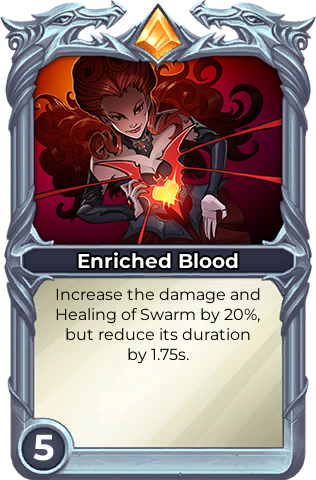 Enriched Blood
Increase the damage and
Healing of Swarm by 20%,
but reduce its duration
by 1.75s.
5